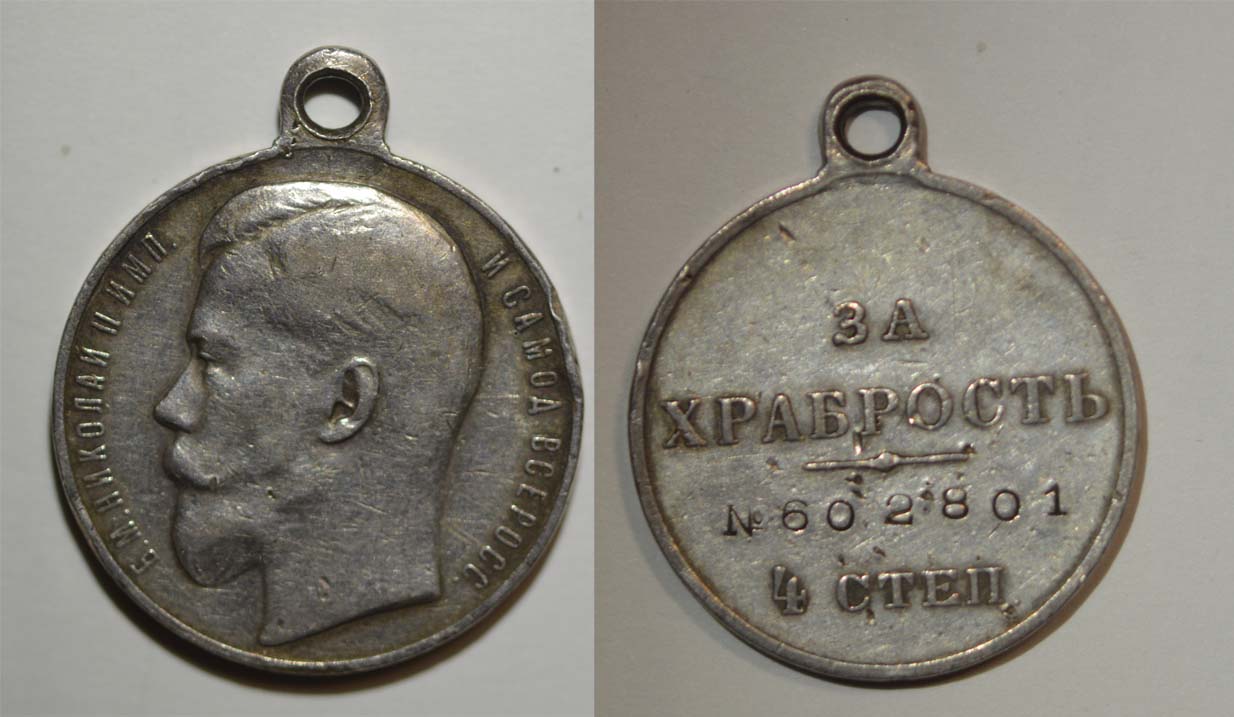 Б.М.НИКОЛАЙ II ИМП. И САМОД. ВСЕРОСС.
ЗА
ХРАБРОСТЬ
№602801
4 СТЕП